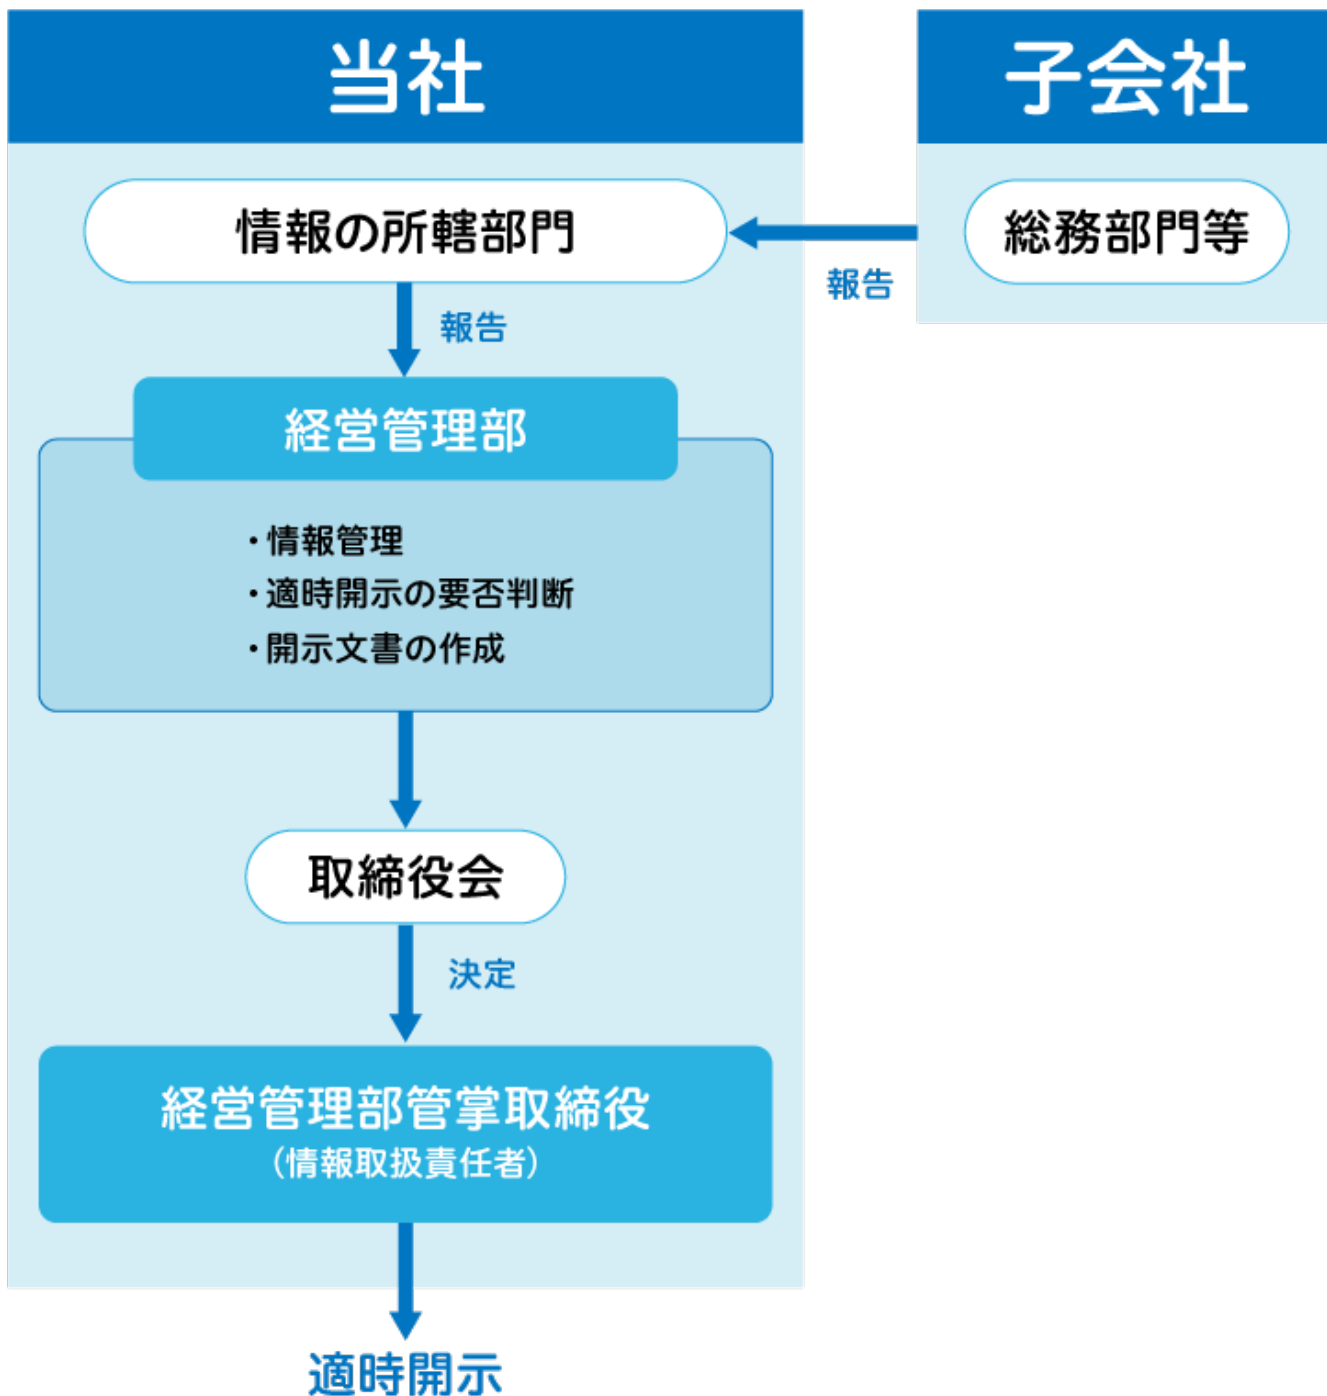 当社
子会社
情報の所轄部門
総務部門等
報告
報告
経営管理部
・情報管理
・適時開示の要否判断
・開示文書の作成
取締役会
決定
経営管理部管掌取締役
（情報取扱責任者）
適時開示